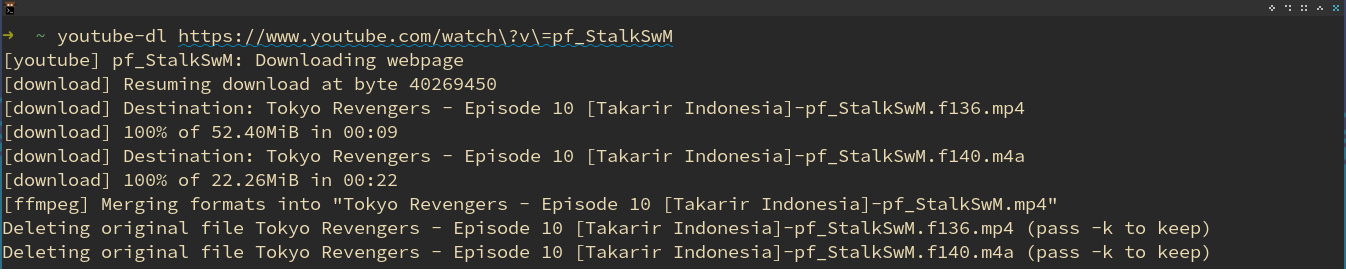 ➜  ~ youtube-dl https://www.youtube.com/watch\?v\=pf_StalkSwM
[youtube] pf_StalkSwM: Downloading webpage
[download] Resuming download at byte 40269450
[download] Destination: Tokyo Revengers - Episode 10 [Takarir Indonesia]-pf_StalkSwM.f136.mp4
[download] 100% of 52.40MiB in 00:09
[download] Destination: Tokyo Revengers - Episode 10 [Takarir Indonesia]-pf_StalkSwM.f140.m4a
[download] 100% of 22.26MiB in 00:22
[ffmpeg] Merging formats into "Tokyo Revengers - Episode 10 [Takarir Indonesia]-pf_StalkSwM.mp4"
Deleting original file Tokyo Revengers - Episode 10 [Takarir Indonesia]-pf_StalkSwM.f136.mp4 (pass -k to keep)
Deleting original file Tokyo Revengers - Episode 10 [Takarir Indonesia]-pf_StalkSwM.f140.m4a (pass -k to keep)